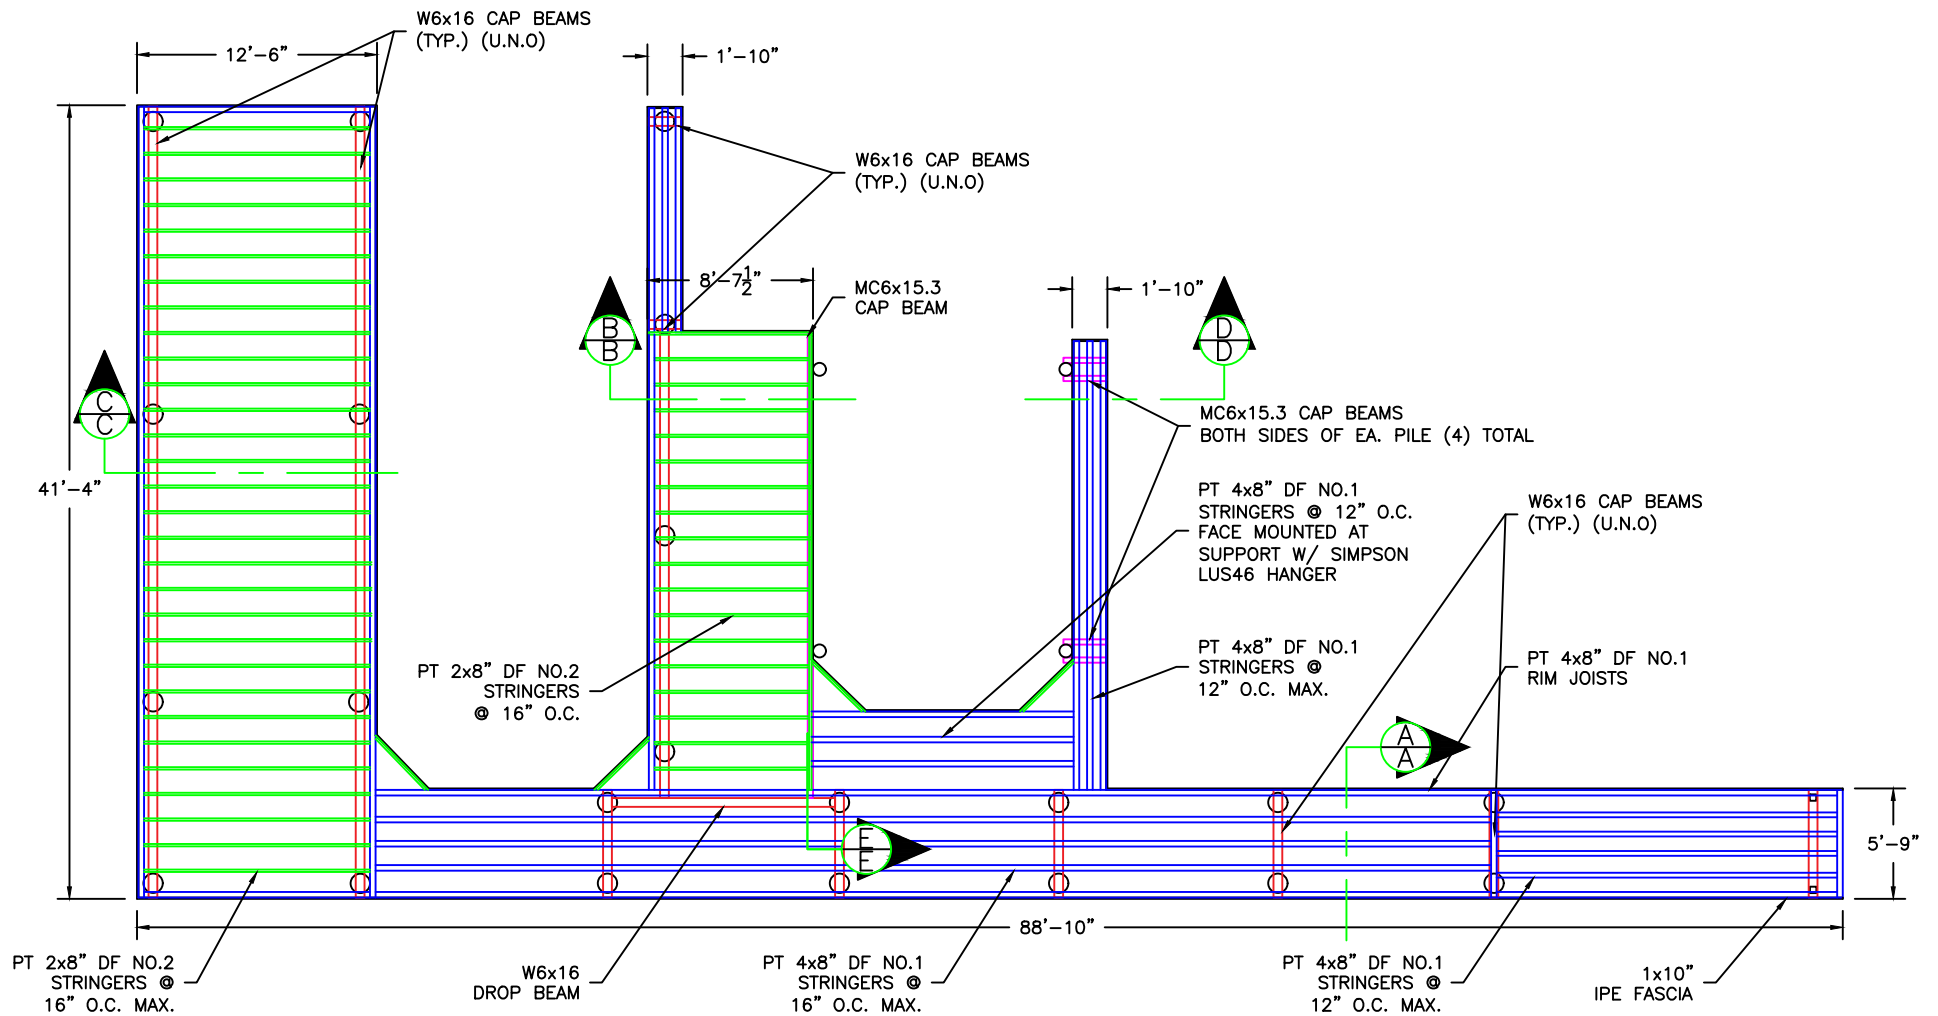 W6x16 CAP BEAMS
(TYP.) (U.N.O)
12'-6"
1'-10"
W6x16 CAP BEAMS
(TYP.) (U.N.O)
8'-7½"
MC6x15.3
CAP BEAM
1'-10"
B
B
D
D
C
C
MC6x15.3 CAP BEAMS
BOTH SIDES OF EA. PILE (4) TOTAL
41'-4"
PT 4x8" DF NO.1
STRINGERS @ 12" O.C.
FACE MOUNTED AT
SUPPORT W/ SIMPSON
LUS46 HANGER
W6x16 CAP BEAMS
(TYP.) (U.N.O)
PT 2x8" DF NO.2
STRINGERS
@ 16" O.C.
PT 4x8" DF NO.1
STRINGERS @
12" O.C. MAX.
PT 4x8" DF NO.1
RIM JOISTS
A
A
E
E
5'-9"
88'-10"
PT 2x8" DF NO.2
STRINGERS @
16" O.C. MAX.
W6x16
DROP BEAM
PT 4x8" DF NO.1
STRINGERS @
16" O.C. MAX.
PT 4x8" DF NO.1
STRINGERS @
12" O.C. MAX.
1x10"
IPE FASCIA